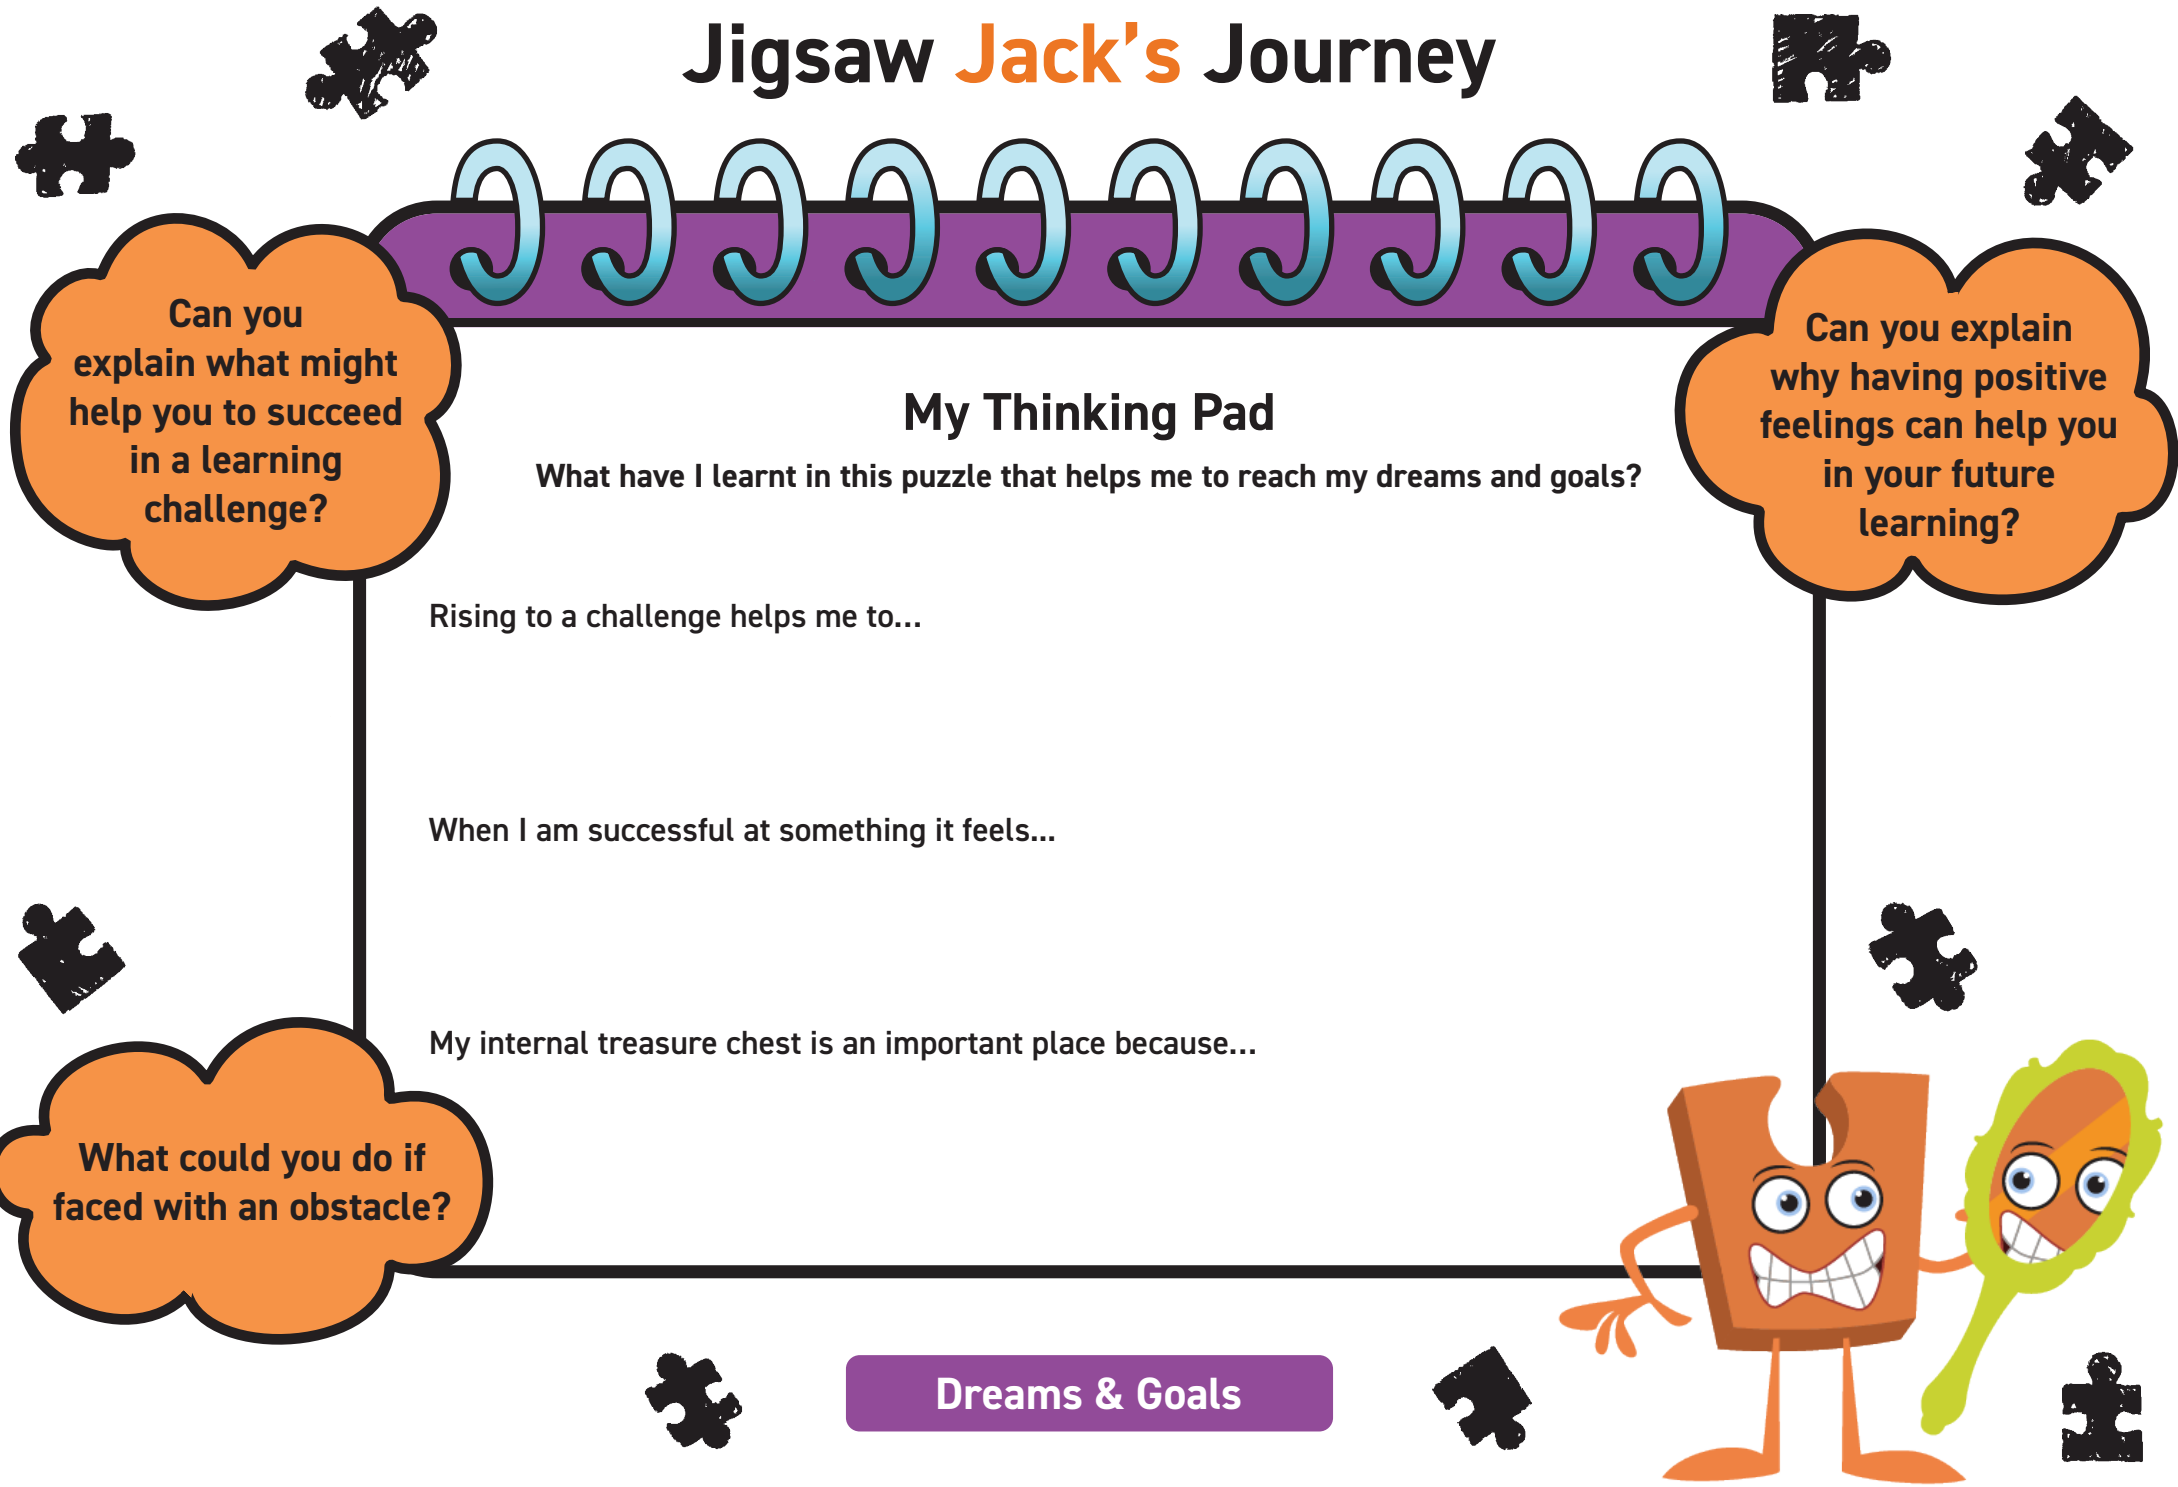 Jigsaw Jack's Journey
Can you
explain what might
help you to succeed
in a learning
challenge?
Can you explain
why having positive
feelings can help you
in your future
learning?
My Thinking Pad
What have I learnt in this puzzle that helps me to reach my dreams and goals?
Rising to a challenge helps me to...
When I am successful at something it feels...
My internal treasure chest is an important place because...
What could you do if
faced with an obstacle?
Dreams & Goals